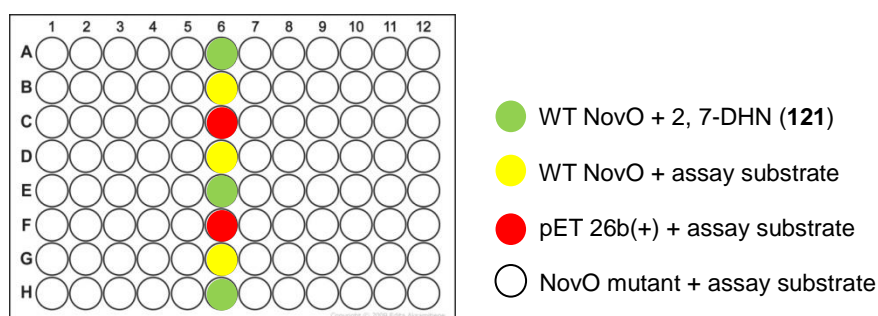 1 2 3 4 5 6 7 8 9 10 11 12
A
B
C
D
E
F
G
H
WT NovO + 2, 7-DHN (121)
WT NovO + assay substrate
pET 26b(+) + assay substrate
NovO mutant + assay substrate